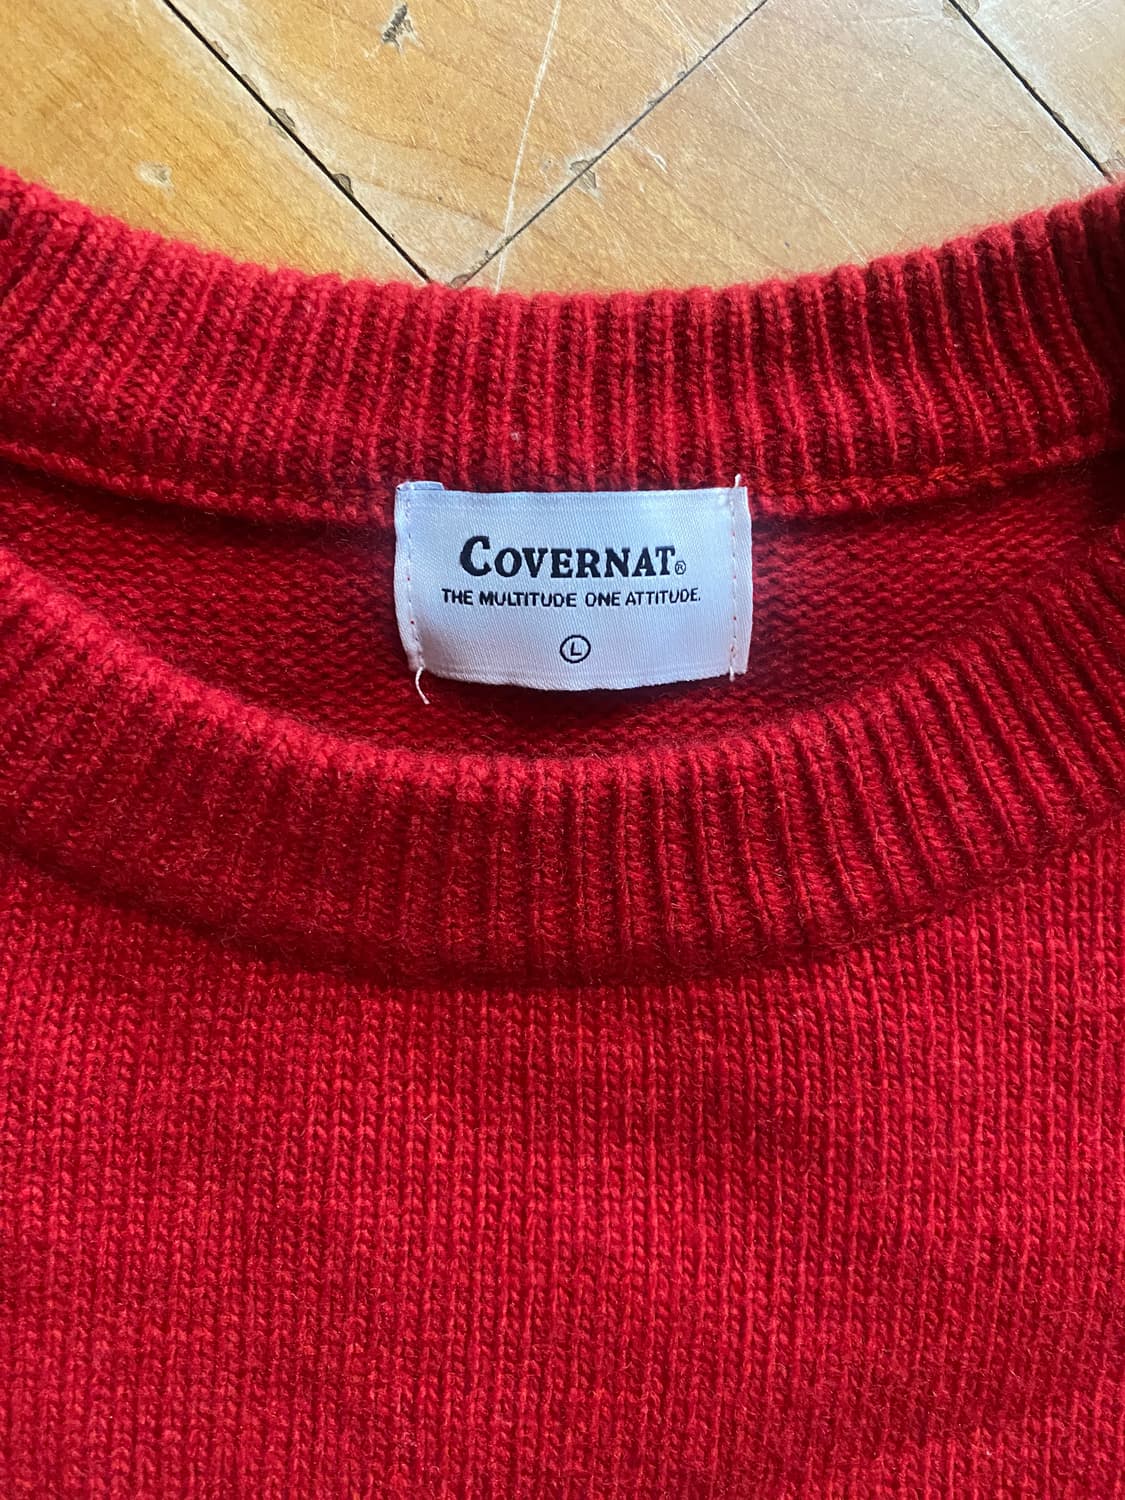 COVERNAT®
THE MULTITUDE ONE ATTITUDE.
L